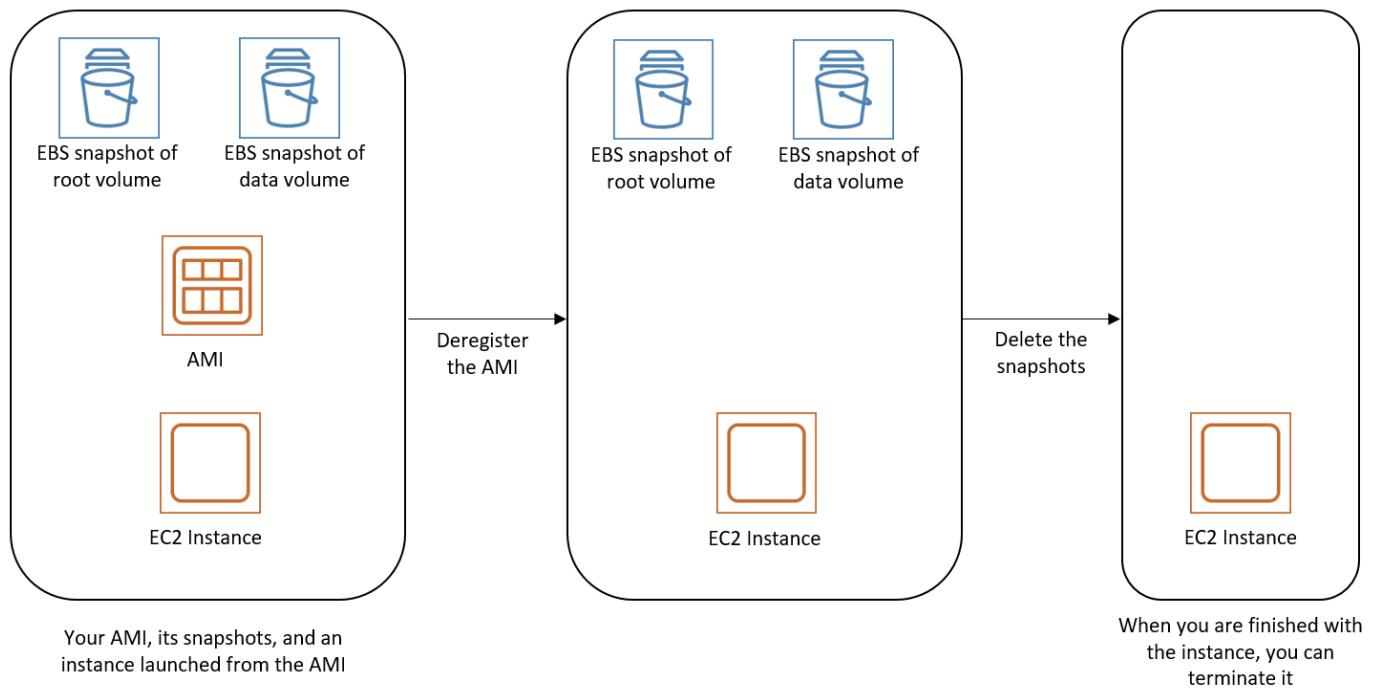 EBS snapshot of
root volume
EBS snapshot of
data volume
AMI
EC2 Instance
Your AMI, its snapshots, and an
instance launched from the AMI
Deregister
the AMI
EBS snapshot of
root volume
EBS snapshot of
data volume
EC2 Instance
Delete the
snapshots
EC2 Instance
When you are finished with
the instance, you can
terminate it